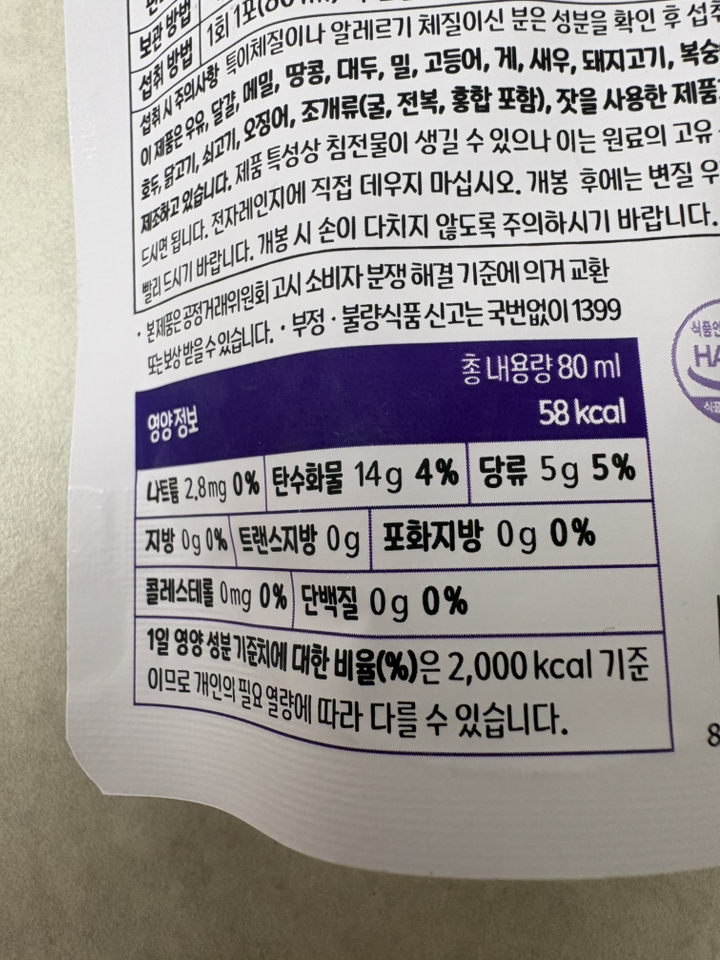 보관 방법
섭취 방법 1회 1포(80 ml)
섭취 시 주의사항 특이체질이나 알레르기 체질이신 분은 성분을 확인 후 섭취
이 제품은 우유, 달걀, 메밀, 땅콩, 대두, 밀, 고등어, 게, 새우, 돼지고기, 복숭
호두, 닭고기, 쇠고기, 오징어, 조개류(굴, 전복, 홍합 포함), 잣을 사용한 제품
제조하고 있습니다. 제품 특성상 침전물이 생길 수 있으나 이는 원료의 고유
드시면 됩니다. 전자레인지에 직접 데우지 마십시오. 개봉 후에는 변질 우
빨리 드시기 바랍니다. 개봉 시 손이 다치지 않도록 주의하시기 바랍니다.
· 본제품은 공정거래위원회 고시 소비자 분쟁 해결 기준에 의거 교환
또는 보상 받을 수 있습니다. · 부정 · 불량식품 신고는 국번없이 1399
영양정보 총 내용량 80 ml
58 kcal
나트륨 2.8mg 0% 탄수화물 14g 4% 당류 5g 5%
지방 0g 0% 트랜스지방 0g 포화지방 0g 0%
콜레스테롤 0mg 0% 단백질 0g 0%
1일 영양성분 기준치에 대한 비율(%)은 2,000 kcal 기준
이므로 개인의 필요 열량에 따라 다를 수 있습니다.
식품안
HA
8